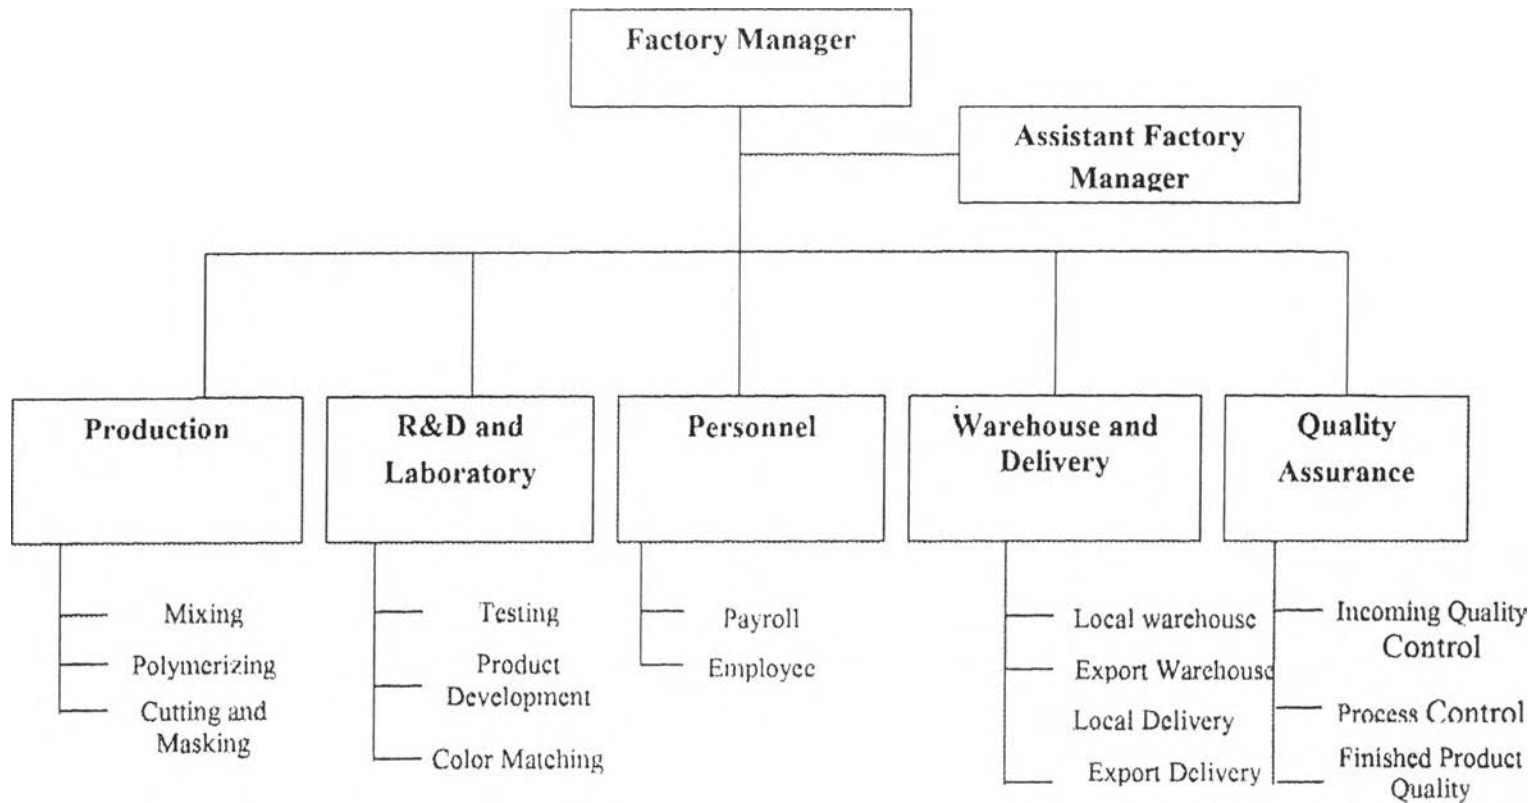 Factory Manager
Assistant Factory
Manager
Production
R&D and
Laboratory
Personnel
Warehouse and
Delivery
Quality
Assurance
Mixing
Polymerizing
Cutting and
Masking
Testing
Product
Development
Color Matching
Payroll
Employee
Local warehouse
Export Warehouse
Local Delivery
Export Delivery
Incoming Quality
Control
Process Control
Finished Product
Quality